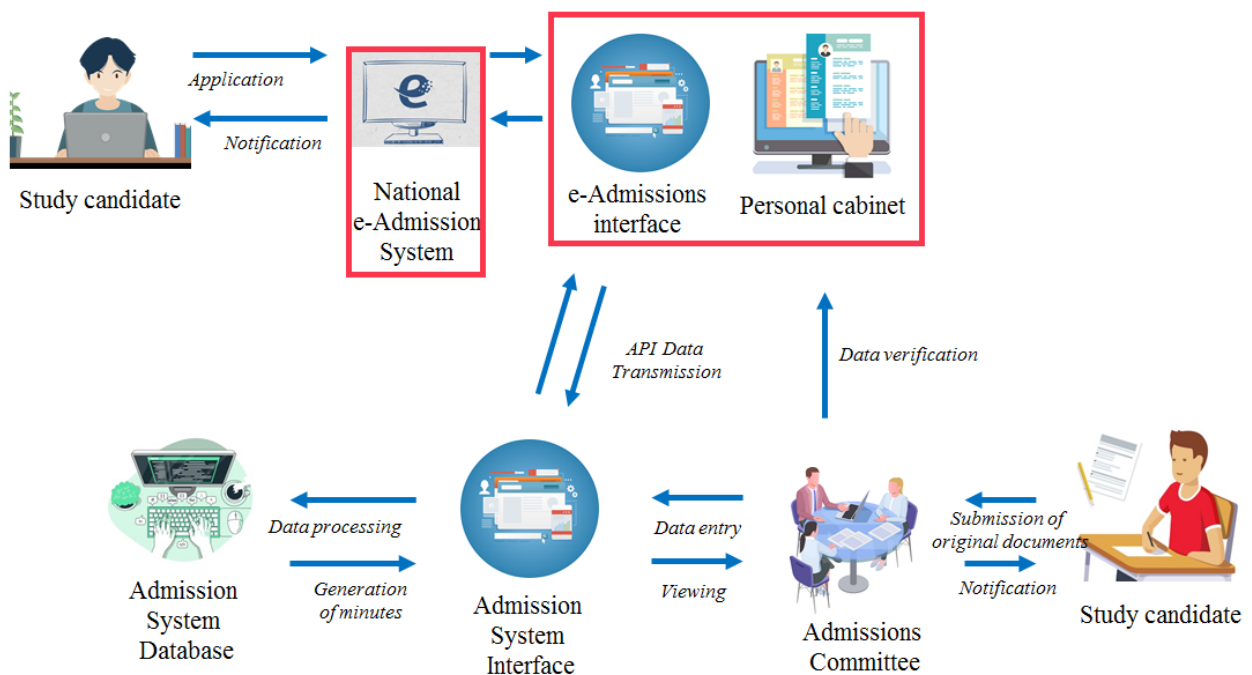 Application
Notification
Study candidate
e
National
e-Admission
System
e-Admissions
interface
Personal cabinet
API Data
Transmission
Data verification
Data processing
Generation
of minutes
Data entry
Viewing
Submission of
original documents
Notification
Admission
System
Database
Admission
System
Interface
Admissions
Committee
Study candidate